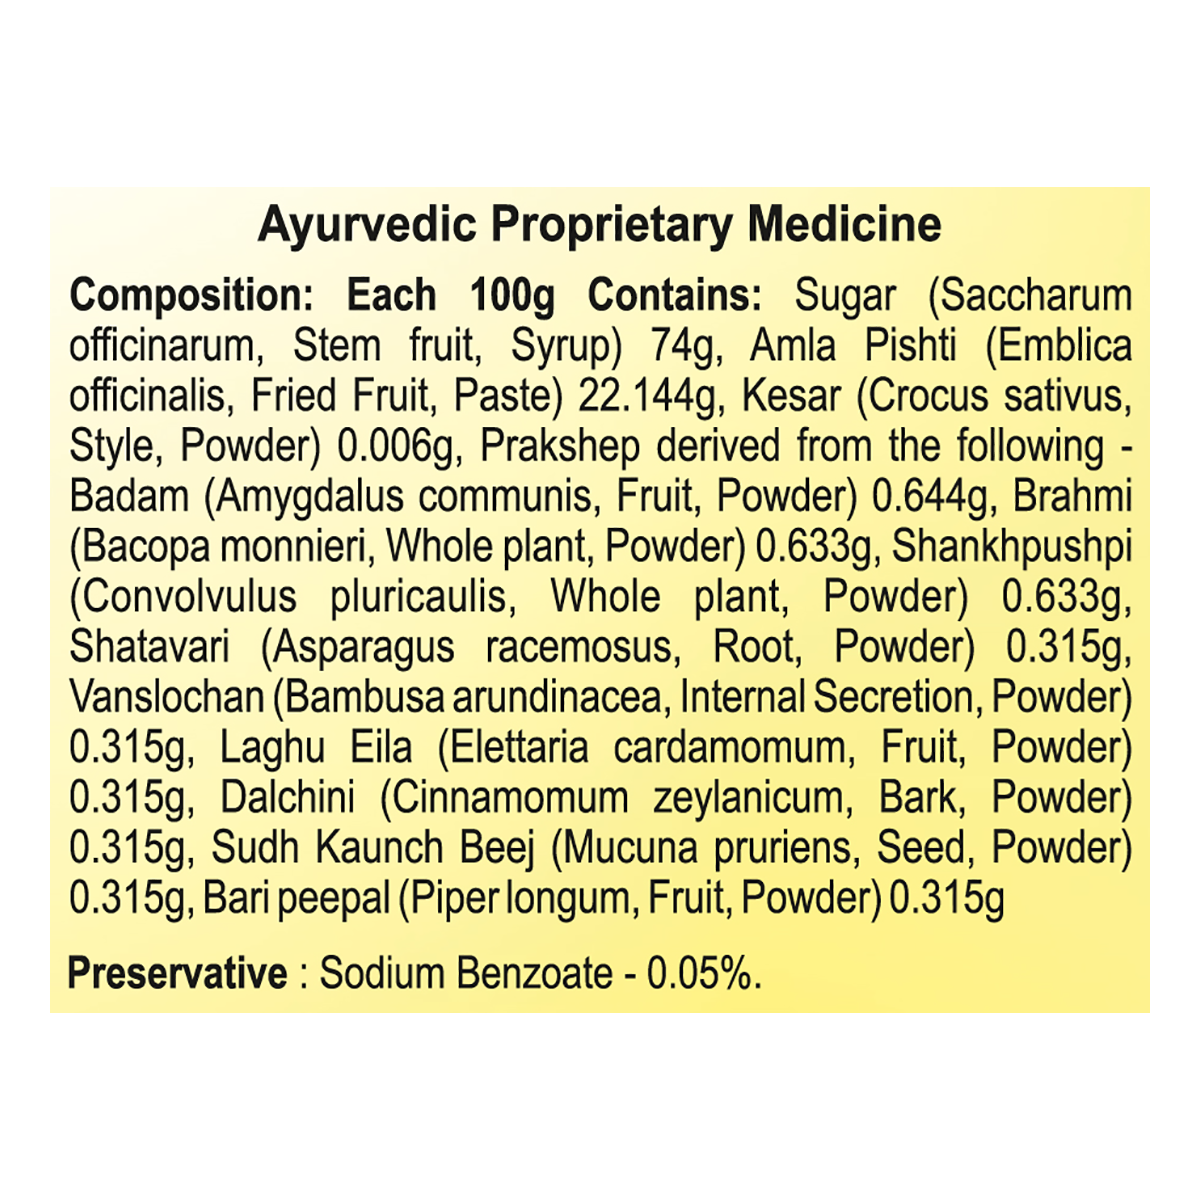 Ayurvedic Proprietary Medicine
Composition: Each 100g Contains: Sugar (Saccharum
officinarum, Stem fruit, Syrup) 74g, Amla Pishti (Emblica
officinalis, Fried Fruit, Paste) 22.144g, Kesar (Crocus sativus,
Style, Powder) 0.006g, Prakshep derived from the following -
Badam (Amygdalus communis, Fruit, Powder) 0.644g, Brahmi
(Bacopa monnieri, Whole plant, Powder) 0.633g, Shankhpushpi
(Convolvulus pluricaulis, Whole plant, Powder) 0.633g,
Shatavari (Asparagus racemosus, Root, Powder) 0.315g,
Vanslochan (Bambusa arundinacea, Internal Secretion, Powder)
0.315g, Laghu Eila (Elettaria cardamomum, Fruit, Powder)
0.315g, Dalchini (Cinnamomum zeylanicum, Bark, Powder)
0.315g, Sudh Kaunch Beej (Mucuna pruriens, Seed, Powder)
0.315g, Bari peepal (Piper longum, Fruit, Powder) 0.315g
Preservative : Sodium Benzoate - 0.05%.